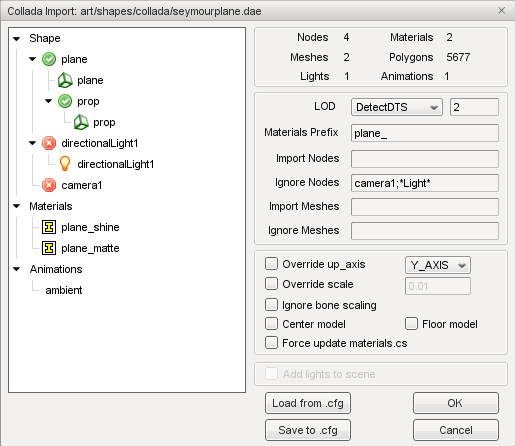 Collada Import: art/shapes/collada/seymourplane.dae
Shape
plane
plane
prop
prop
directionalLight1
directionalLight1
camera1
Materials
plane_shine
plane_matte
Animations
ambient
Nodes 4 Materials 2
Meshes 2 Polygons 5677
Lights 1 Animations 1
LOD DetectDTS 2
Materials Prefix plane_
Import Nodes
Ignore Nodes camera1;*Light*
Import Meshes
Ignore Meshes
Override up_axis Y_AXIS
Override scale 0.01
Ignore bone scaling
Center model Floor model
Force update materials.cs
Add lights to scene
Load from .cfg OK
Save to .cfg Cancel